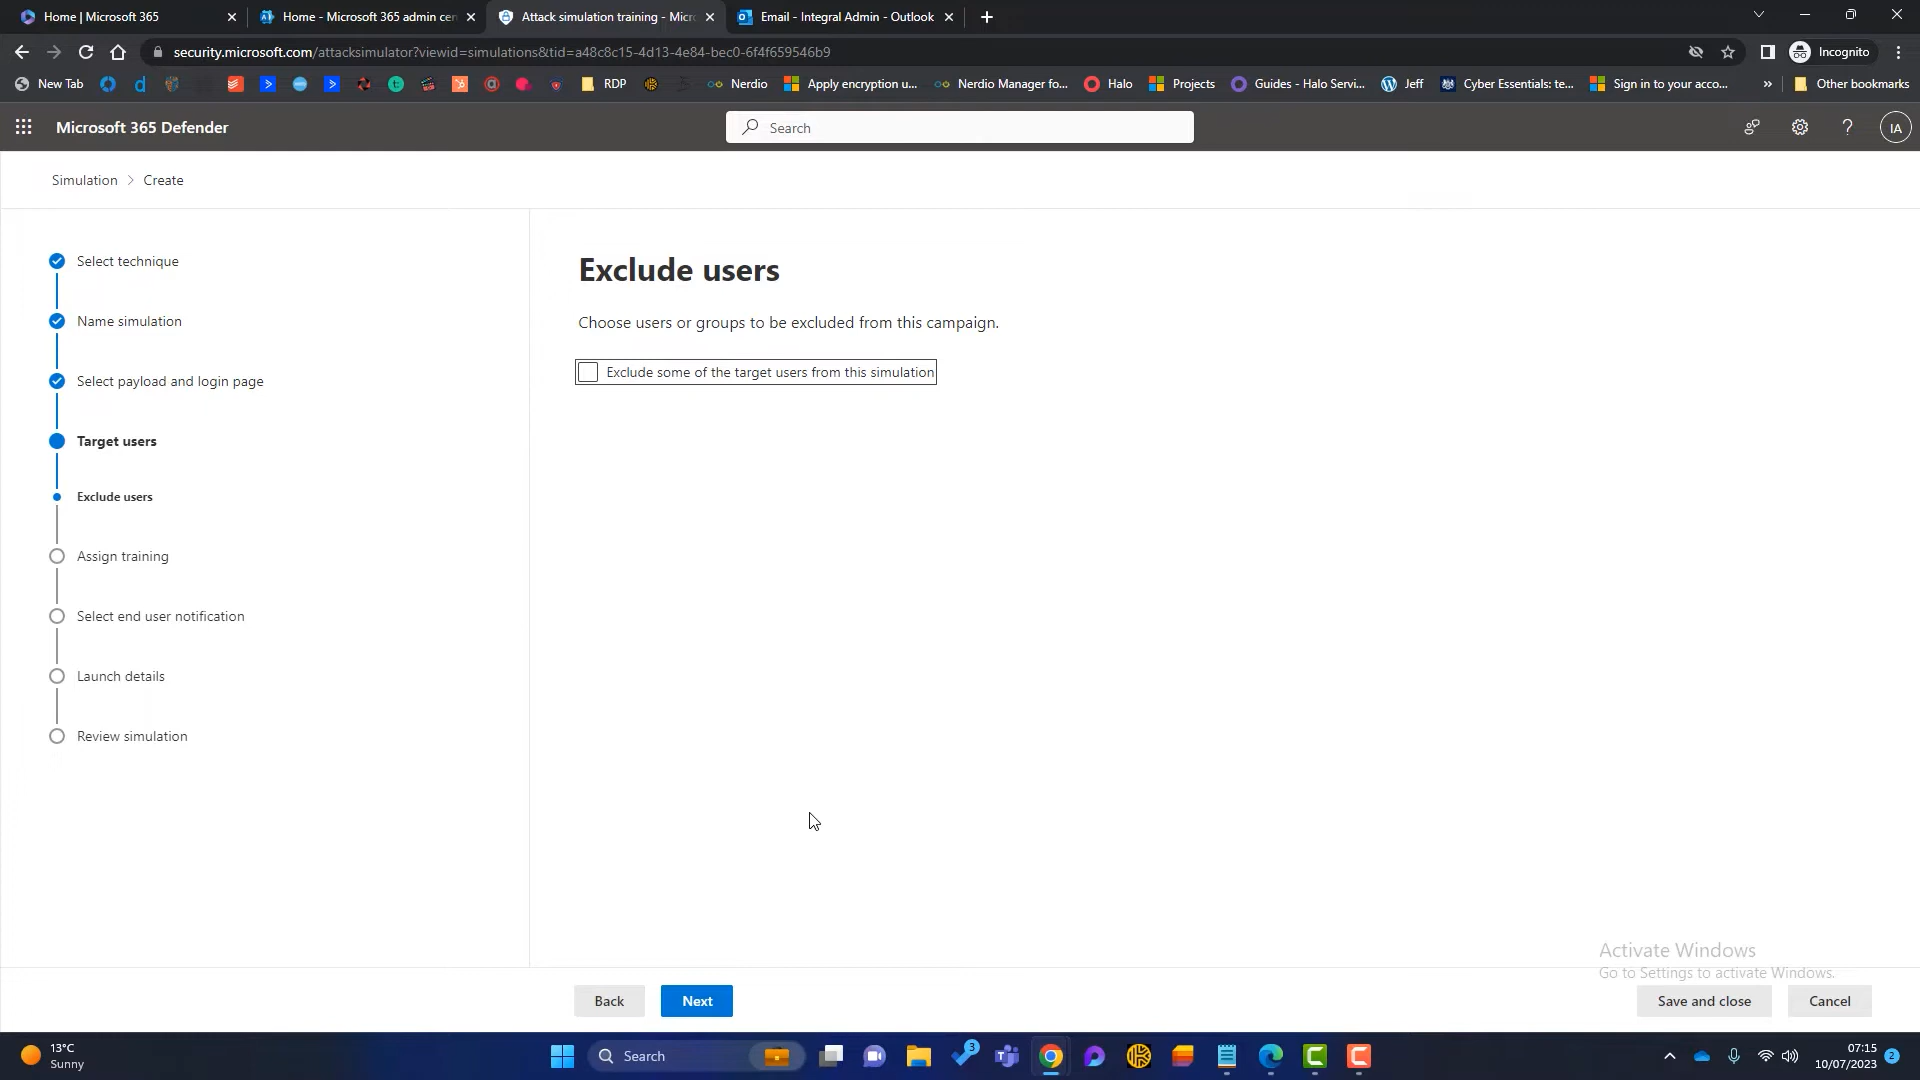 Home | Microsoft 365
Home - Microsoft 365 admin cen
Attack simulation training - Micro
Email - Integral Admin - Outlook
security.microsoft.com/attacksimulator?viewid=simulations&tid=a48c8c15-4d13-4e84-bec0-6f4f659546b9
Incognito
New Tab
RDP
Nerdio
Apply encryption u...
Nerdio Manager fo...
Halo
Projects
Guides - Halo Servi...
Jeff
Cyber Essentials: te...
Sign in to your acco...
»
Other bookmarks
Microsoft 365 Defender
Search
?
IA
Simulation > Create
Select technique
Name simulation
Select payload and login page
Target users
Exclude users
Assign training
Select end user notification
Launch details
Review simulation
Exclude users
Choose users or groups to be excluded from this campaign.
Exclude some of the target users from this simulation
Activate Windows
Go to Settings to activate Windows.
Back
Next
Save and close
Cancel
13°C
Sunny
Search
3
07:15
10/07/2023
2